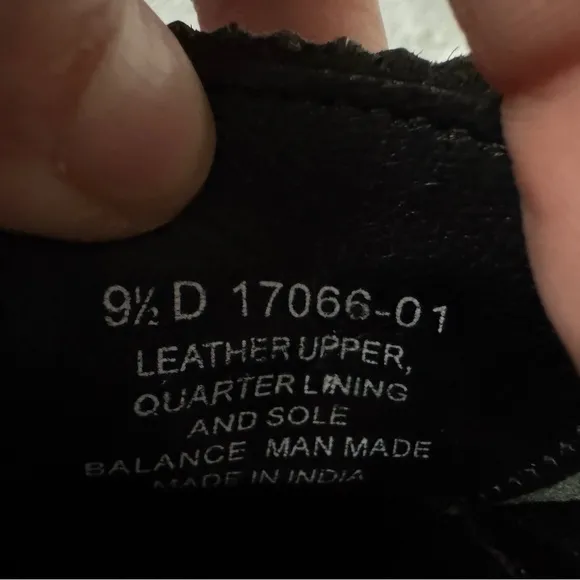 9½ D 17066-01
LEATHER UPPER,
QUARTER LINING
AND SOLE
BALANCE MAN MADE
MADE IN INDIA